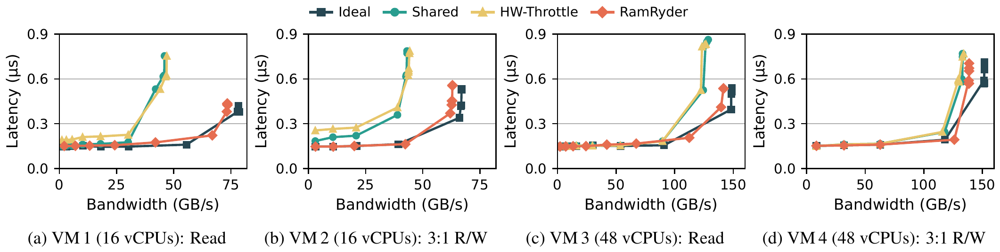 Ideal Shared HW-Throttle RamRyder
0.9
0.6
0.3
0.0
Latency (µs)
0 25 50 75
Bandwidth (GB/s)
(a) VM 1 (16 vCPUs): Read
0.9
0.6
0.3
0.0
Latency (µs)
0 25 50 75
Bandwidth (GB/s)
(b) VM 2 (16 vCPUs): 3:1 R/W
0.9
0.6
0.3
0.0
Latency (µs)
0 50 100 150
Bandwidth (GB/s)
(c) VM 3 (48 vCPUs): Read
0.9
0.6
0.3
0.0
Latency (µs)
0 50 100 150
Bandwidth (GB/s)
(d) VM 4 (48 vCPUs): 3:1 R/W